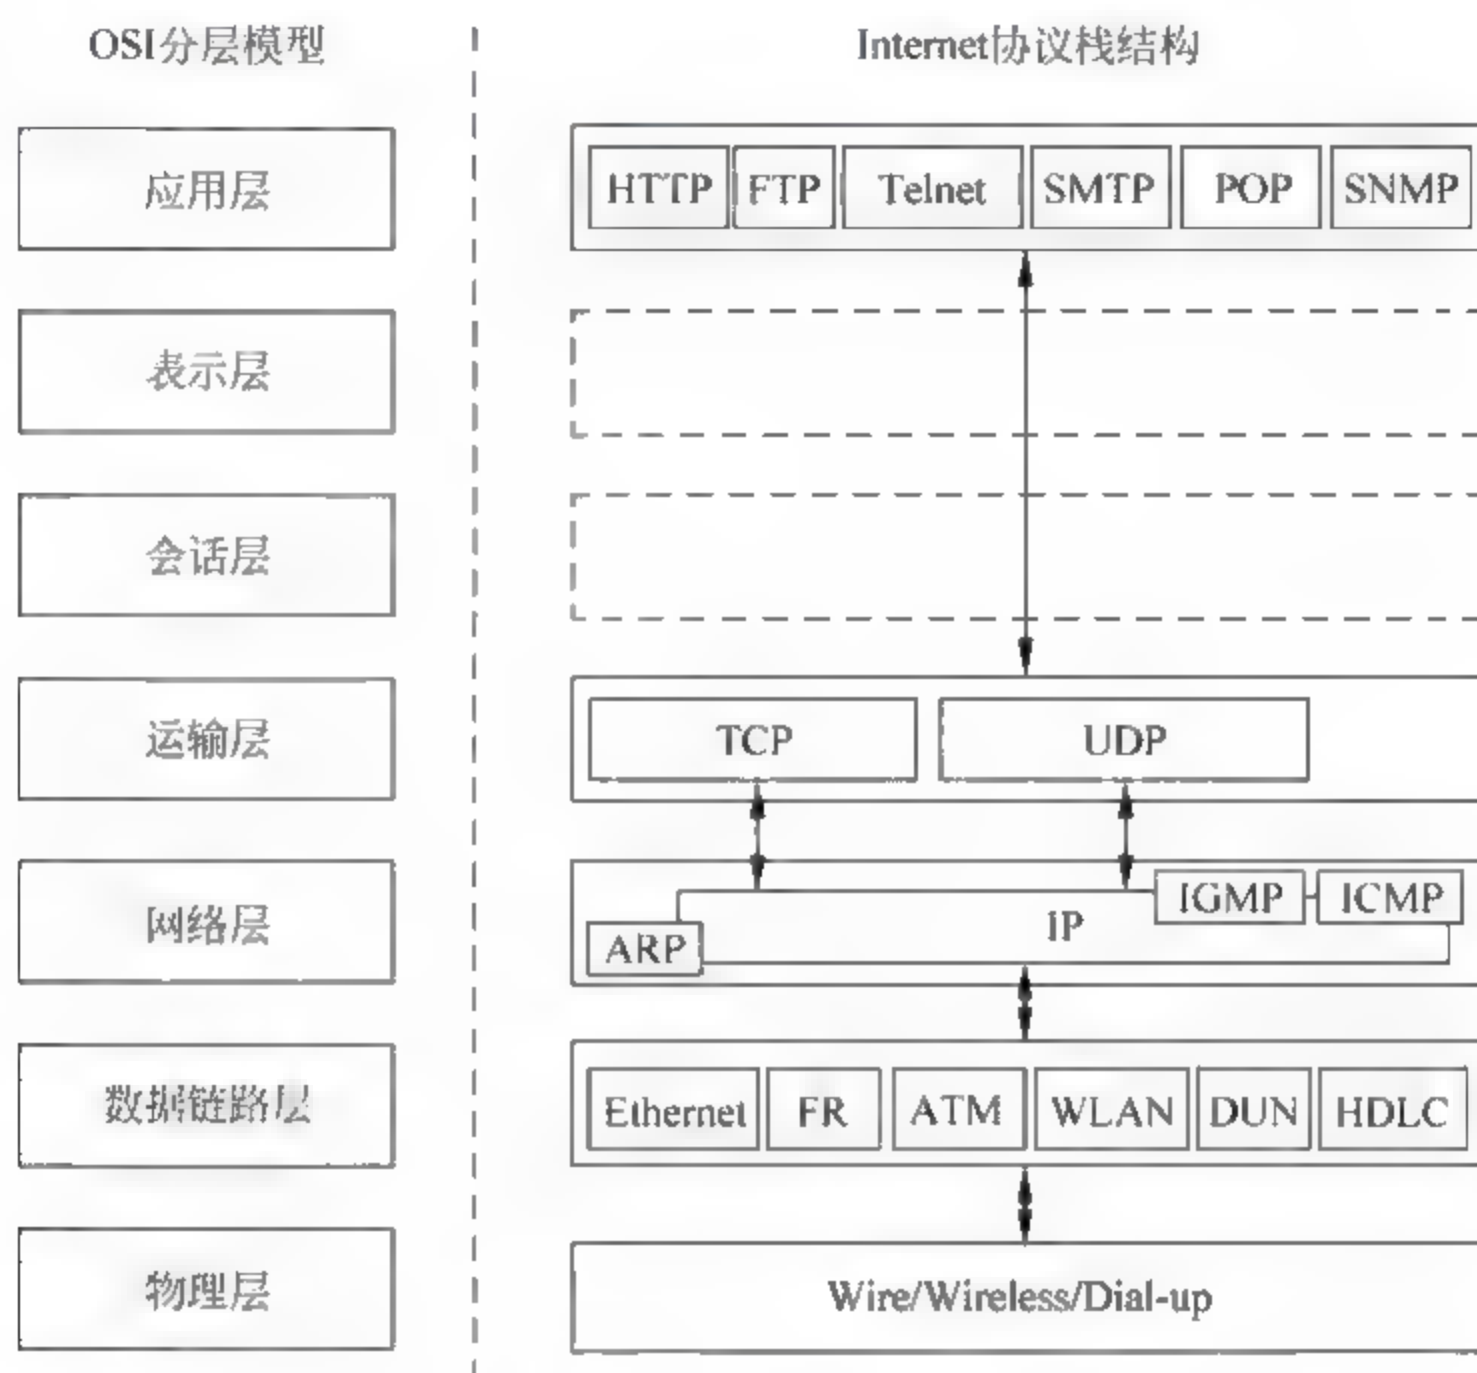 OSI分层模型 Internet协议栈结构
应用层 HTTP FTP Telnet SMTP POP SNMP
表示层
会话层
运输层 TCP UDP
网络层 ARP IP IGMP ICMP
数据链路层 Ethernet FR ATM WLAN DUN HDLC
物理层 Wire/Wireless/Dial-up